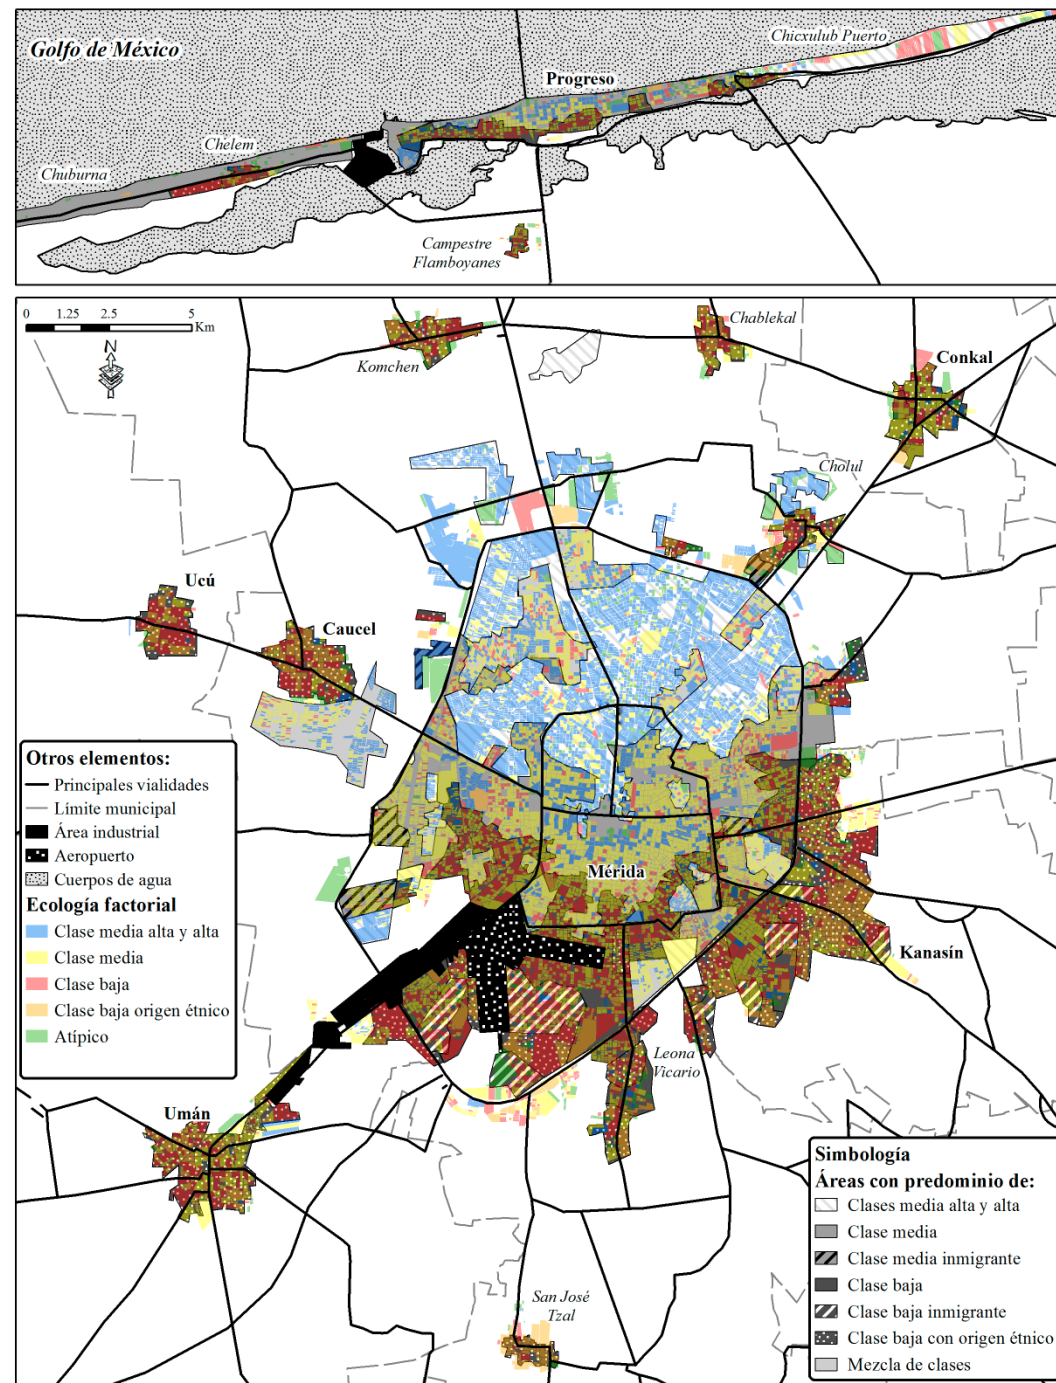 Golfo de México
Chicxulub Puerto
Progreso
Chelem
Chuburna
Campestre
Flamboyanes
0 1.25 2.5 5
Km
N
Komchen
Chablekal
Conkal
Cholul
Ucú
Caucel
Mérida
Kanasín
Leona
Vicario
Umán
San José
Tzal
Otros elementos:
Principales vialidades
Límite municipal
Área industrial
Aeropuerto
Cuerpos de agua
Ecología factorial
Clase media alta y alta
Clase media
Clase baja
Clase baja origen étnico
Atípico
Simbología
Áreas con predominio de:
Clases media alta y alta
Clase media
Clase media inmigrante
Clase baja
Clase baja inmigrante
Clase baja con origen étnico
Mezcla de clases